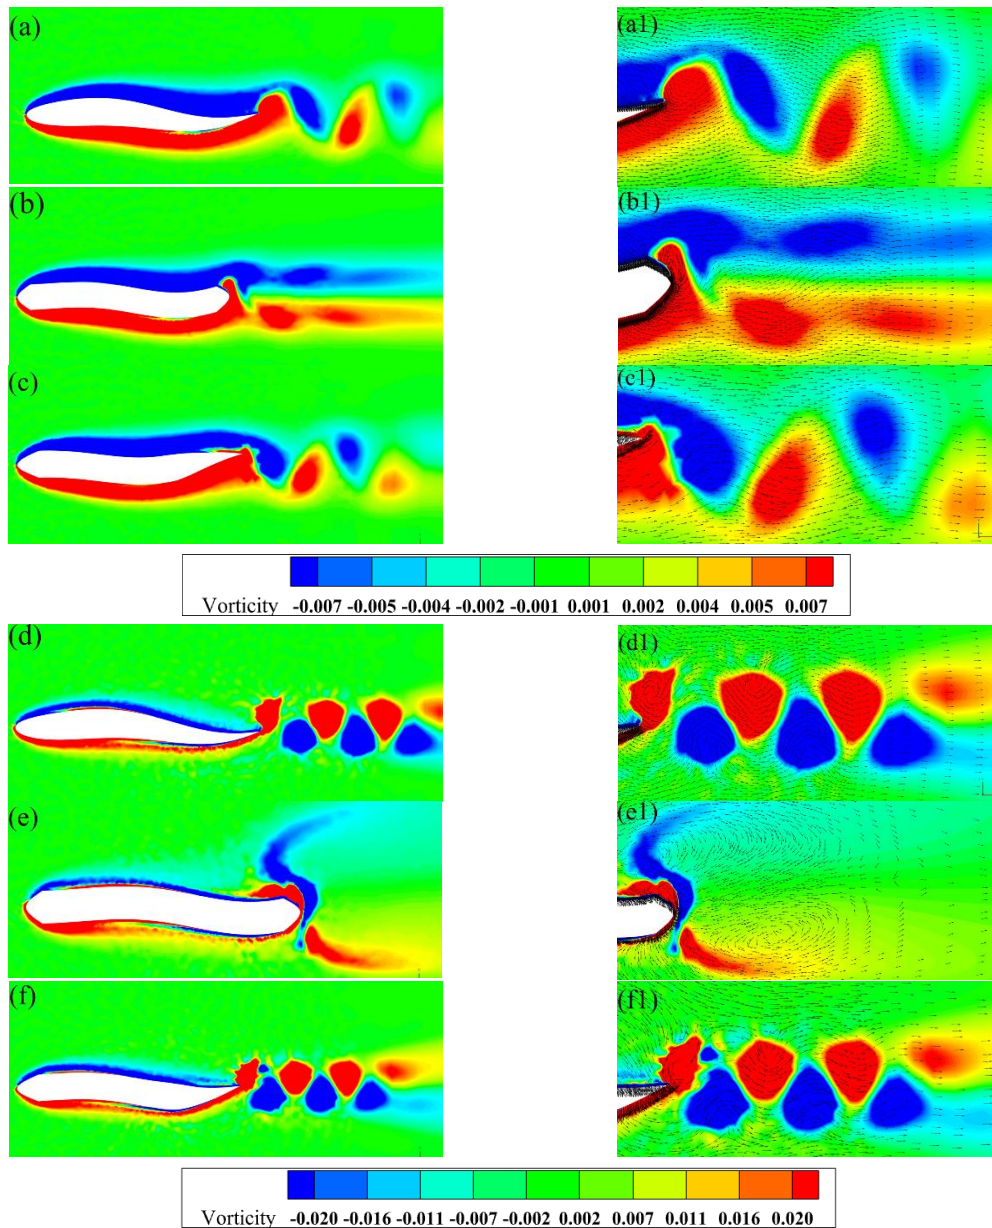 (a) (a1)
(b) (b1)
(c) (c1)
Vorticity -0.007 -0.005 -0.004 -0.002 -0.001 0.001 0.002 0.004 0.005 0.007
(d) (d1)
(e) (e1)
(f) (f1)
Vorticity -0.020 -0.016 -0.011 -0.007 -0.002 0.002 0.007 0.011 0.016 0.020